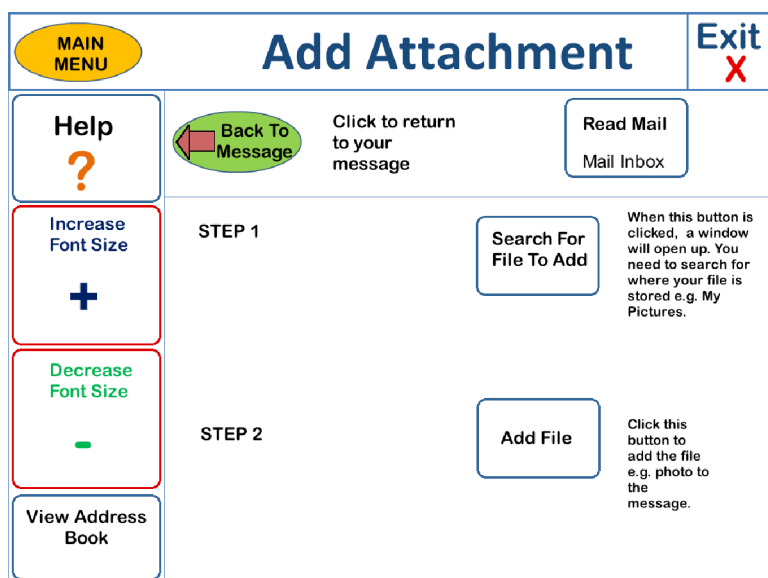 MAIN
MENU
Add Attachment
Exit
X
Help
?
Back To
Message
Click to return
to your
message
Read Mail
Mail Inbox
Increase
Font Size
+
STEP 1
Search For
File To Add
When this button is
clicked, a window
will open up. You
need to search for
where your file is
stored e.g. My
Pictures.
Decrease
Font Size
-
STEP 2
Add File
Click this
button to
add the file
e.g. photo to
the
message.
View Address
Book